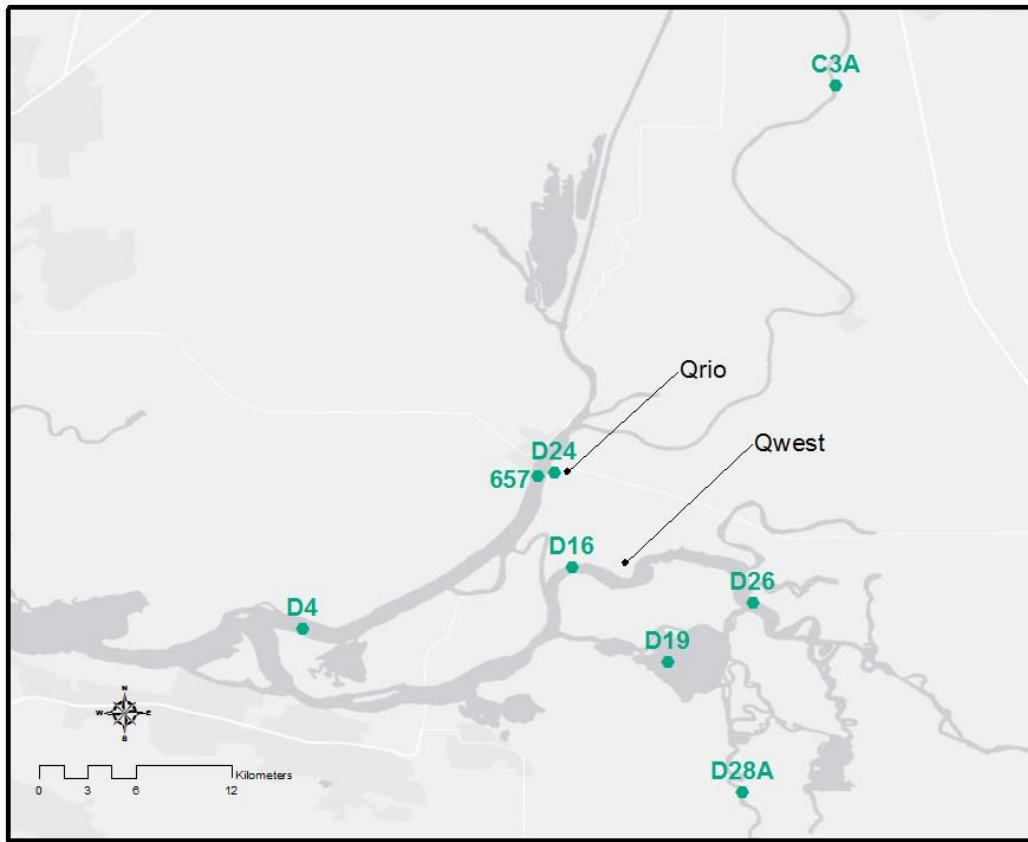 C3A
Qrio
D24
657
Qwest
D16
D26
D4
D19
N
W E
S
Kilometers
0 3 6 12
D28A